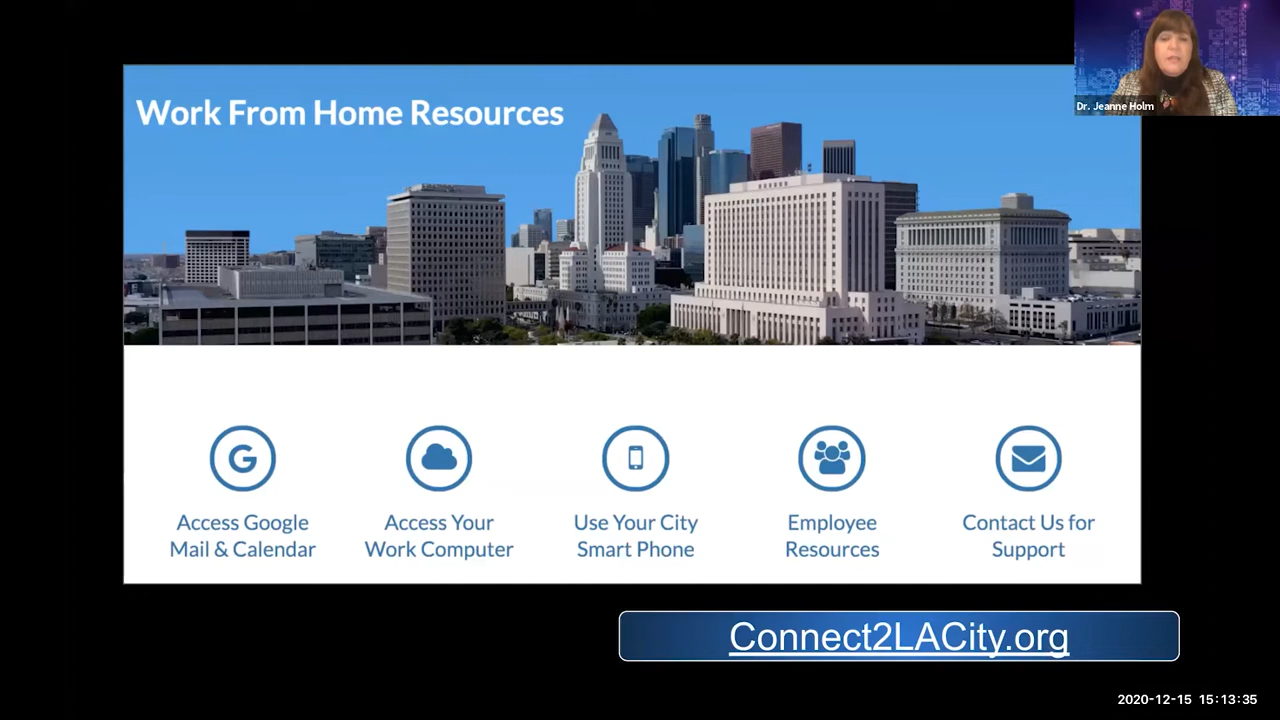 Work From Home Resources
Dr. Jeanne Holm
Access Google
Mail & Calendar
Access Your
Work Computer
Use Your City
Smart Phone
Employee
Resources
Contact Us for
Support
Connect2LACity.org
2020-12-15 15:13:35